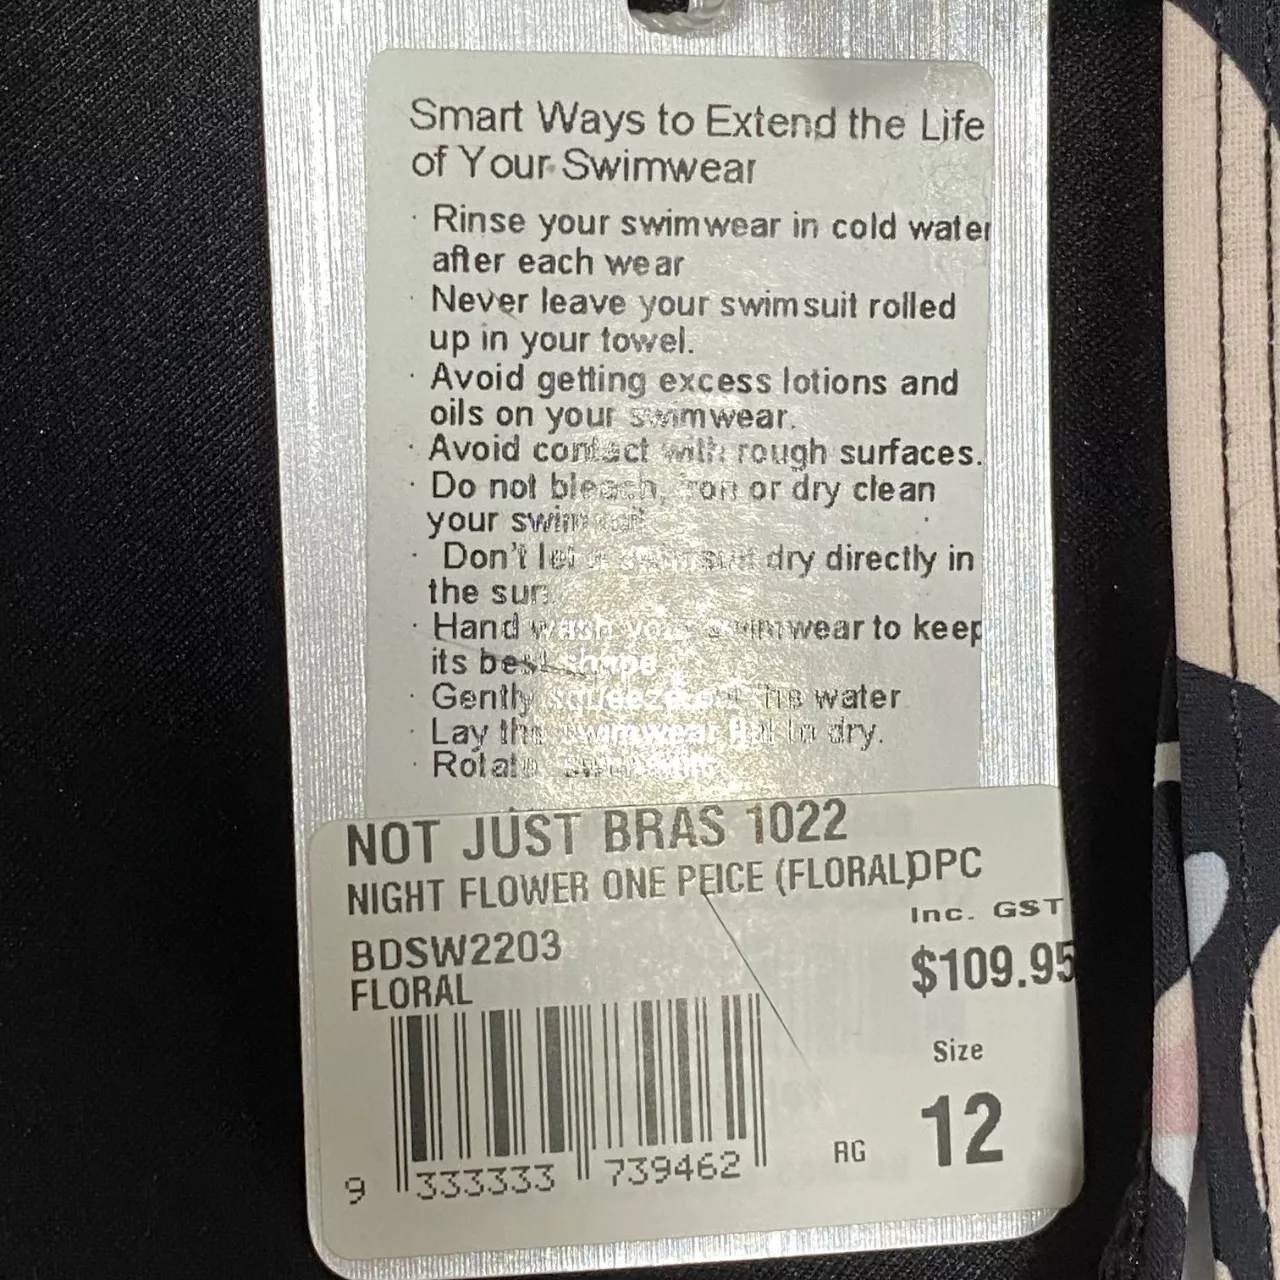 Smart Ways to Extend the Life
of Your Swimwear
· Rinse your swimwear in cold water
after each wear
· Never leave your swimsuit rolled
up in your towel.
· Avoid getting excess lotions and
oils on your swimwear.
· Avoid contact with rough surfaces.
· Do not bleach, iron or dry clean
your swimsuit
· Don't let dry directly in
the sun.
· Hand wash your swimwear to keep
its best shape
· Gently squeeze out the water
· Lay the swimwear flat to dry.
· Rotate
NOT JUST BRAS 1022
NIGHT FLOWER ONE PEICE (FLORAL)DPC
Inc. GST
BDSW2203
$109.95
FLORAL
Size
12
RG
9 333333 739462